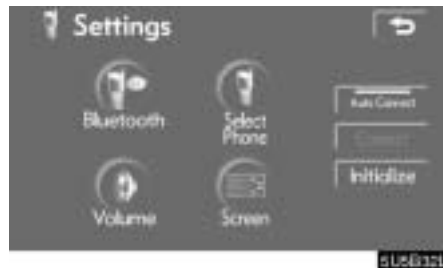 Settings
Bluetooth
Select
Phone
Auto Connect
Initialize
Volume
Screen